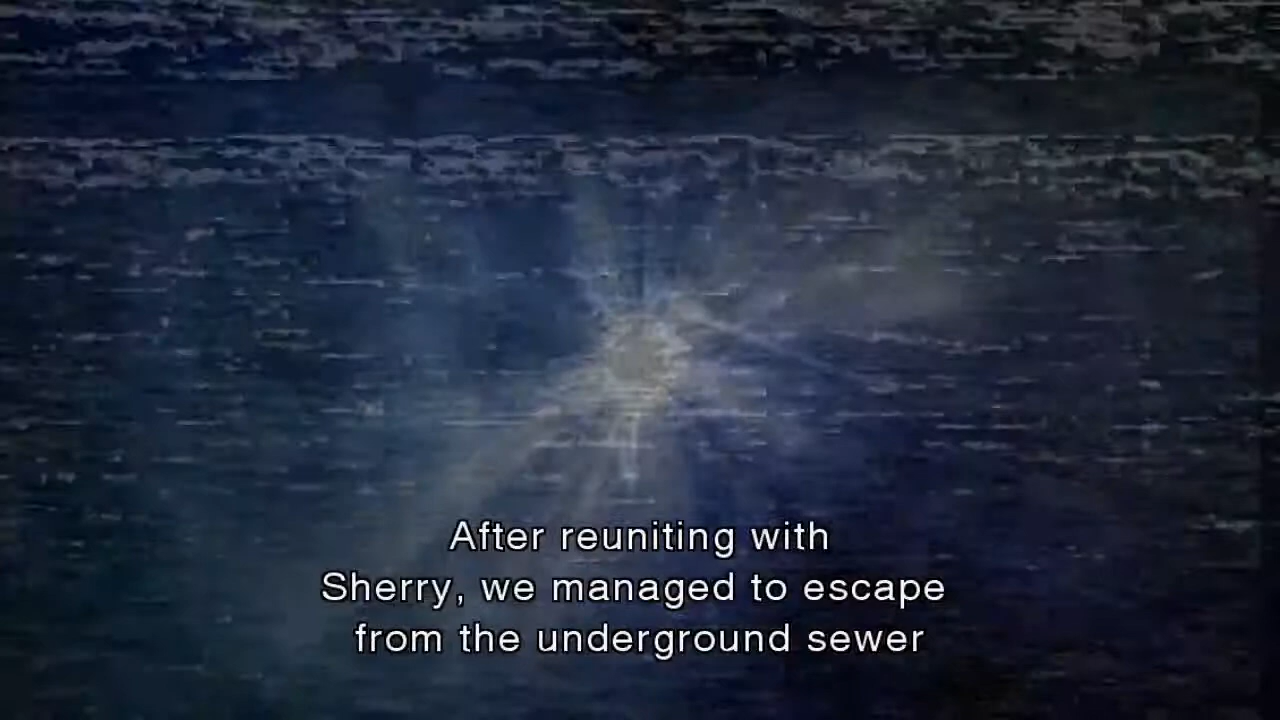 After reuniting with
Sherry, we managed to escape
from the underground sewer